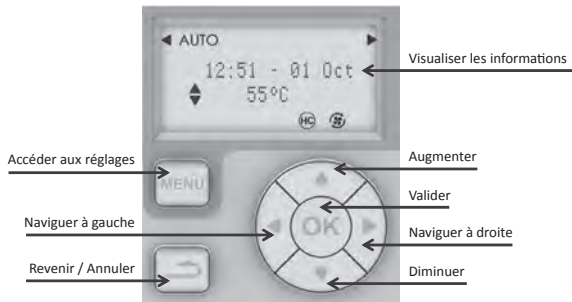 AUTO
12:51 - 01 Oct
55°C
HC
Visualiser les informations
Accéder aux réglages
MENU
Augmenter
Valider
OK
Naviguer à gauche
Naviguer à droite
Revenir / Annuler
Diminuer